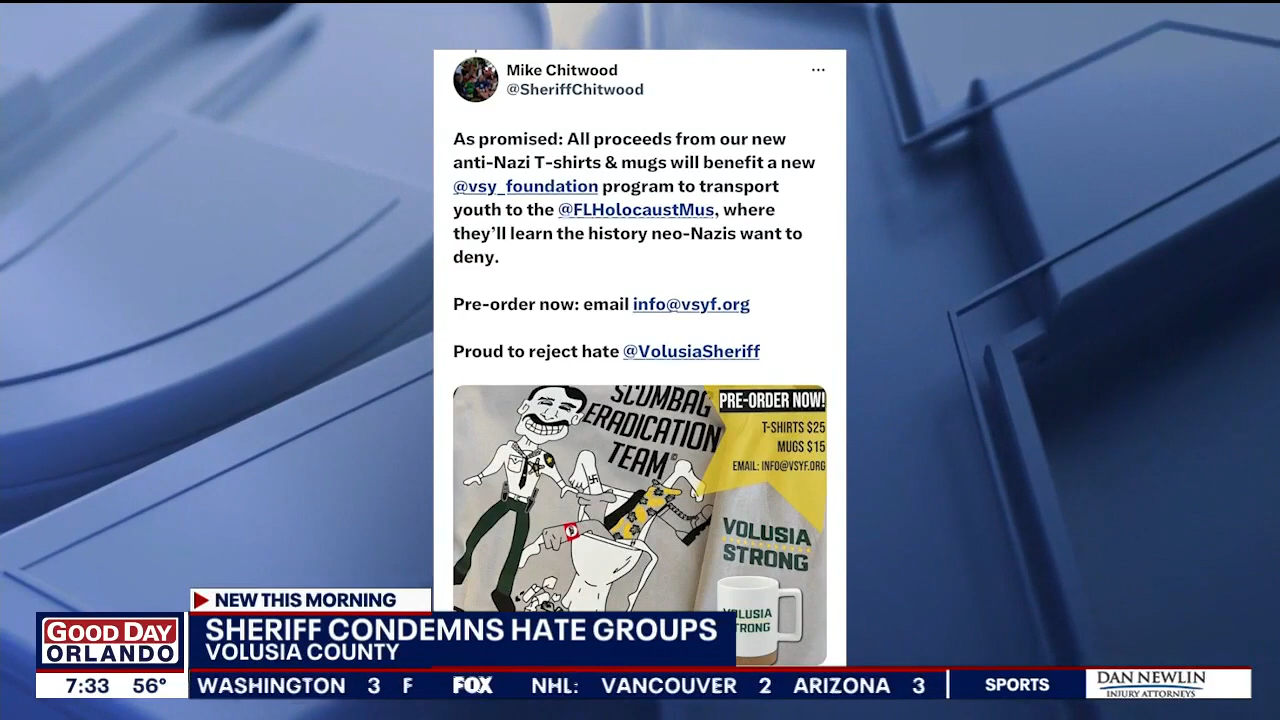 Mike Chitwood
@SheriffChitwood
...
As promised: All proceeds from our new
anti-Nazi T-shirts & mugs will benefit a new
@vsy_foundation program to transport
youth to the @FLHolocaustMus, where
they'll learn the history neo-Nazis want to
deny.
Pre-order now: email info@vsyf.org
Proud to reject hate @VolusiaSheriff
SCUMBAG
ERADICATION
TEAM©
PRE-ORDER NOW!
T-SHIRTS $25
MUGS $15
EMAIL: INFO@VSYF.ORG
VOLUSIA
STRONG
VOLUSIA
STRONG
NEW THIS MORNING
GOOD DAY
ORLANDO
SHERIFF CONDEMNS HATE GROUPS
VOLUSIA COUNTY
7:33 56°
WASHINGTON 3 F FOX NHL: VANCOUVER 2 ARIZONA 3 SPORTS
DAN NEWLIN
INJURY ATTORNEYS